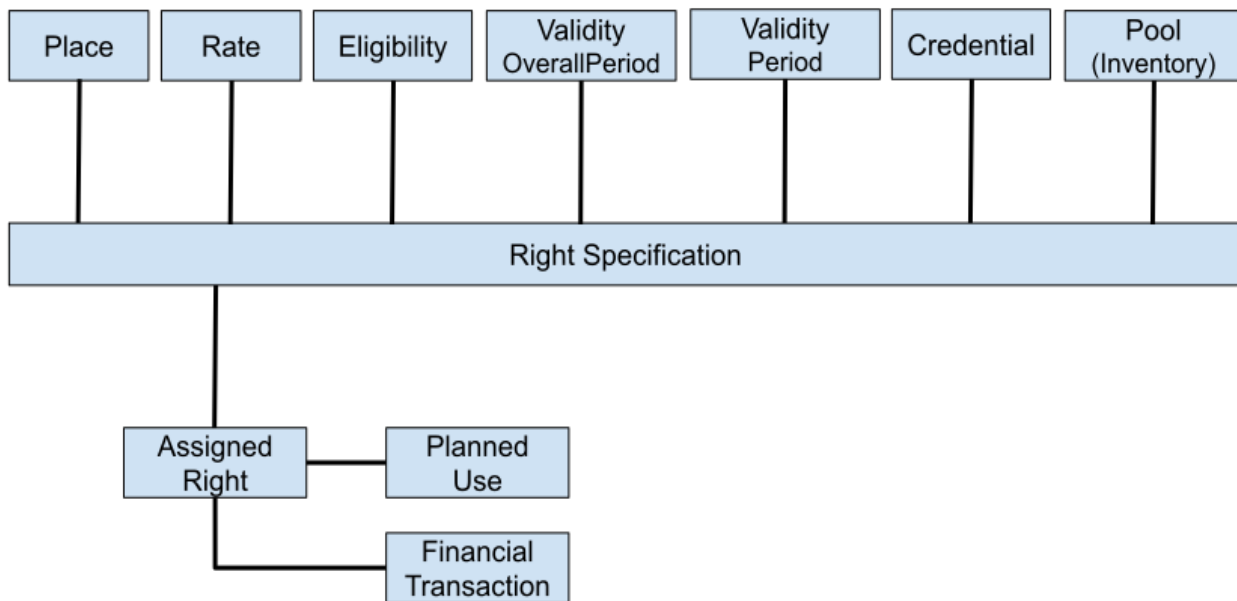 Place
Rate
Eligibility
Validity
OverallPeriod
Validity
Period
Credential
Pool
(Inventory)
Right Specification
Assigned
Right
Planned
Use
Financial
Transaction